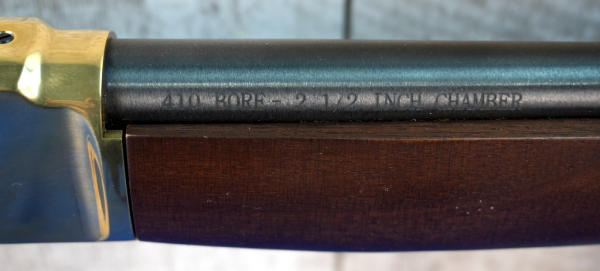 410 BORE - 2 1/2 INCH CHAMBER